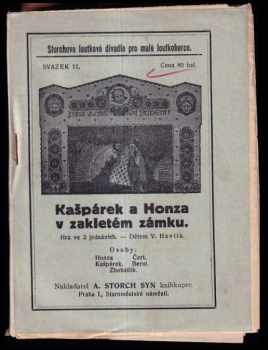 Storchovo loutkové divadlo pro malé loutkoherce.
SVAZEK 11. Cena 80 hal.
Kašpárek a Honza
v zakletém zámku.
Hra ve 2 jednáních. — Dětem V. Havlík.
Osoby:
Honza Čert.
Kašpárek. Berní.
Zlobidlik.
Nakladatel A. STORCH SYN knihkupec
Praha I., Staroměstské náměstí.